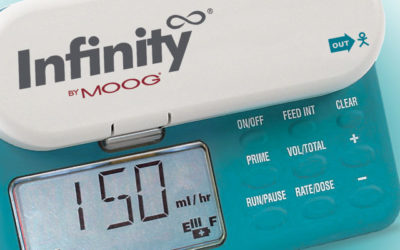 Infinity∞®
BY MOOG®
OUT
ON/OFF FEED INT CLEAR
PRIME VOL/TOTAL +
RUN/PAUSE RATE/DOSE −
150 ml/hr
E F